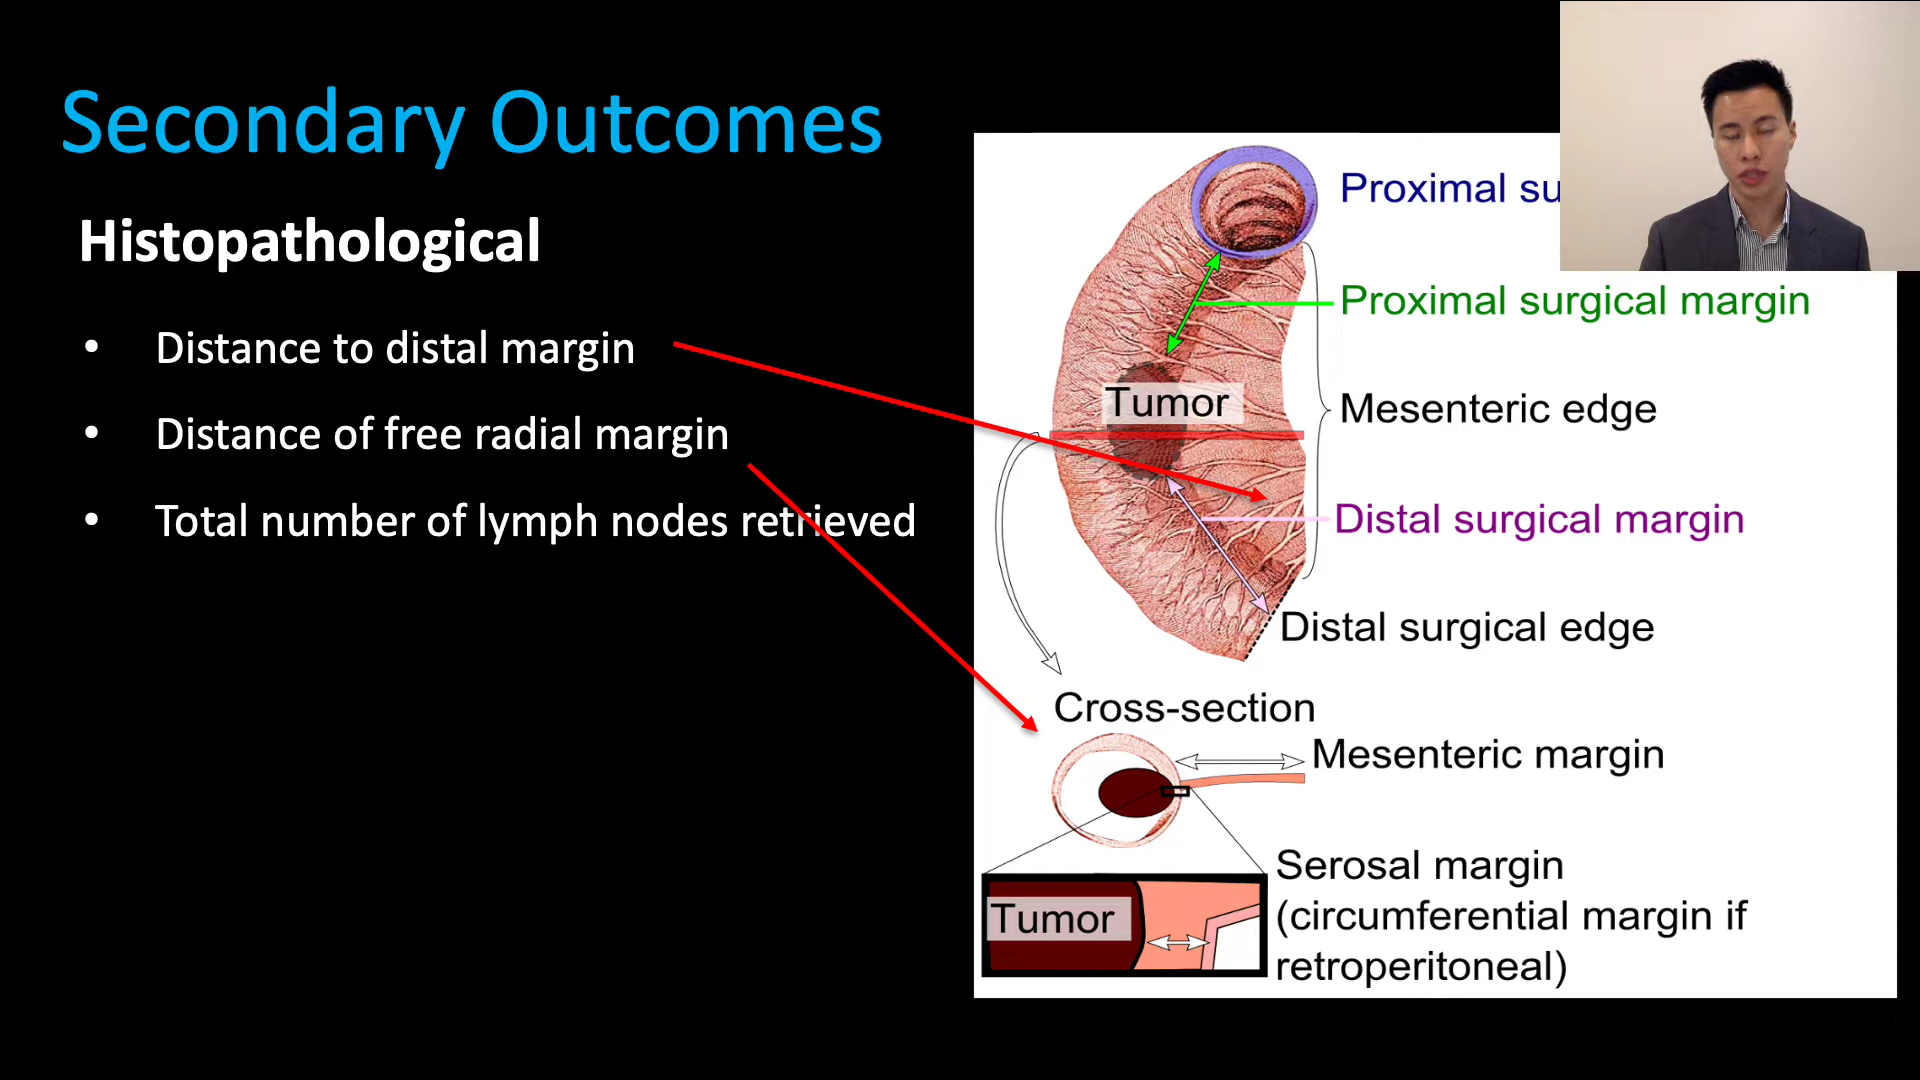 Secondary Outcomes
Histopathological
• Distance to distal margin
• Distance of free radial margin
• Total number of lymph nodes retrieved
Proximal
Proximal surgical margin
Tumor
Mesenteric edge
Distal surgical margin
Distal surgical edge
Cross-section
Mesenteric margin
Tumor
Serosal margin
(circumferential margin if
retroperitoneal)